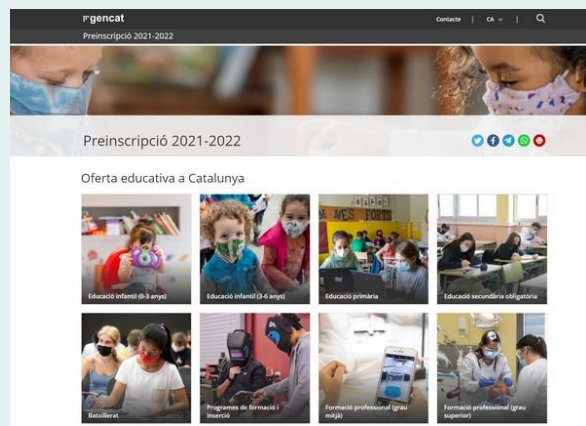 gencat
Contacte | CA |
Preinscripció 2021-2022
Preinscripció 2021-2022
Oferta educativa a Catalunya
A MES FORTS
Educació infantil (0-3 anys)
Educació infantil (3-6 anys)
Educació primària
Educació secundària obligatòria
Batxillerat
Programes de formació i
inserció
Formació professional (grau
mitjà)
Formació professional (grau
superior)